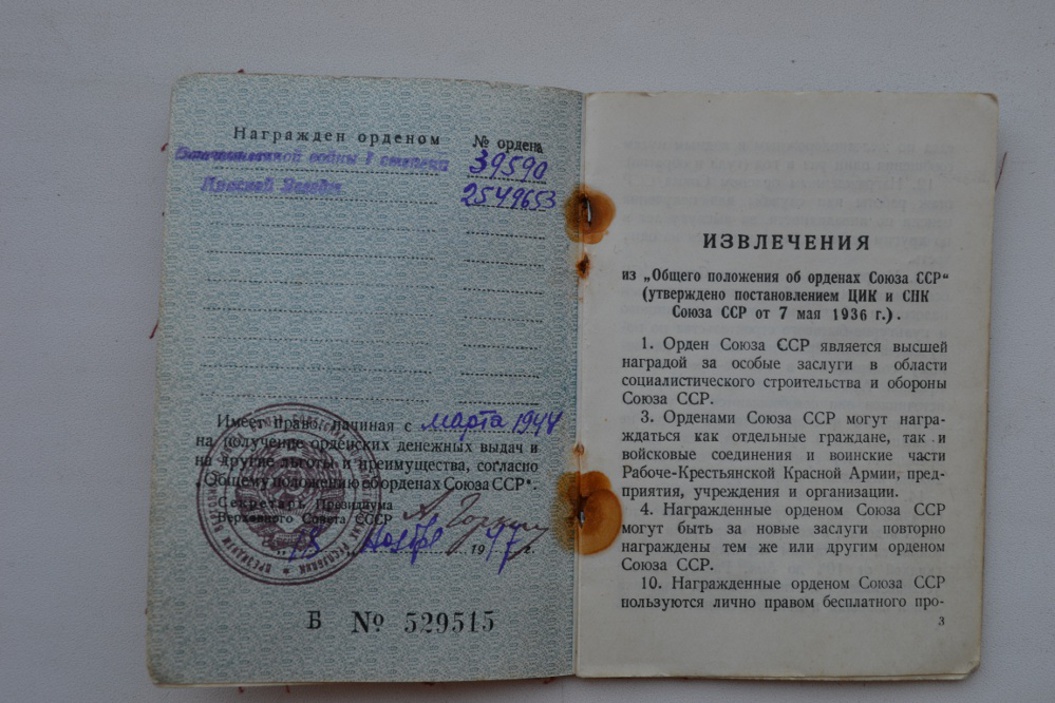 Награжден орденом
№ ордена
Отечественной войны I степени
39590
Красной Звезды
2549653
Имеет право, начиная с марта 1944
на получение орденских денежных выдач и
на другие льготы и преимущества, согласно
„Общему положению об орденах Союза ССР“.
Секретарь Президиума
Верховного Совета СССР
1947 г.
Б № 529515
ИЗВЛЕЧЕНИЯ
из „Общего положения об орденах Союза ССР“
(утверждено постановлением ЦИК и СНК
Союза ССР от 7 мая 1936 г.).
1. Орден Союза ССР является высшей
наградой за особые заслуги в области
социалистического строительства и обороны
Союза ССР.
3. Орденами Союза ССР могут награ-
ждаться как отдельные граждане, так и
войсковые соединения и воинские части
Рабоче-Крестьянской Красной Армии, пред-
приятия, учреждения и организации.
4. Награжденные орденом Союза ССР
могут быть за новые заслуги повторно
награждены тем же или другим орденом
Союза ССР.
10. Награжденные орденом Союза ССР
пользуются лично правом бесплатного про-
3